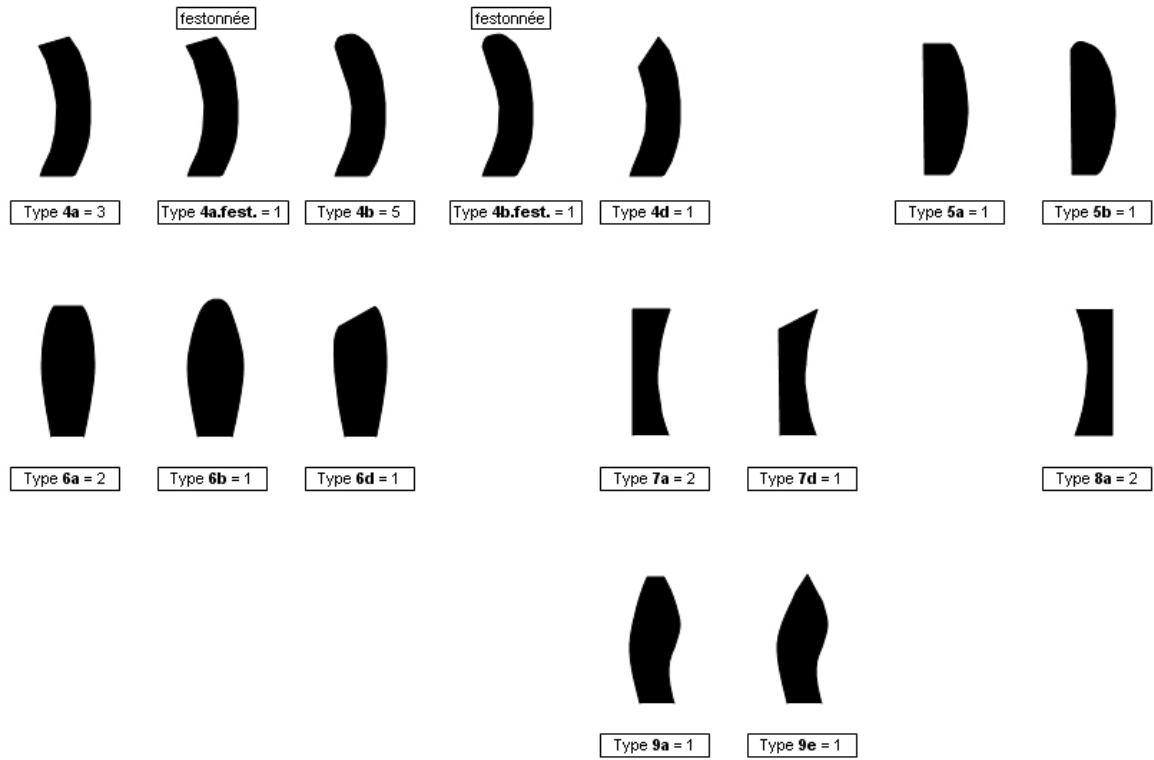 festonnée festonnée
Type 4a = 3 Type 4a.fest. = 1 Type 4b = 5 Type 4b.fest. = 1 Type 4d = 1 Type 5a = 1 Type 5b = 1
Type 6a = 2 Type 6b = 1 Type 6d = 1 Type 7a = 2 Type 7d = 1 Type 8a = 2
Type 9a = 1 Type 9e = 1